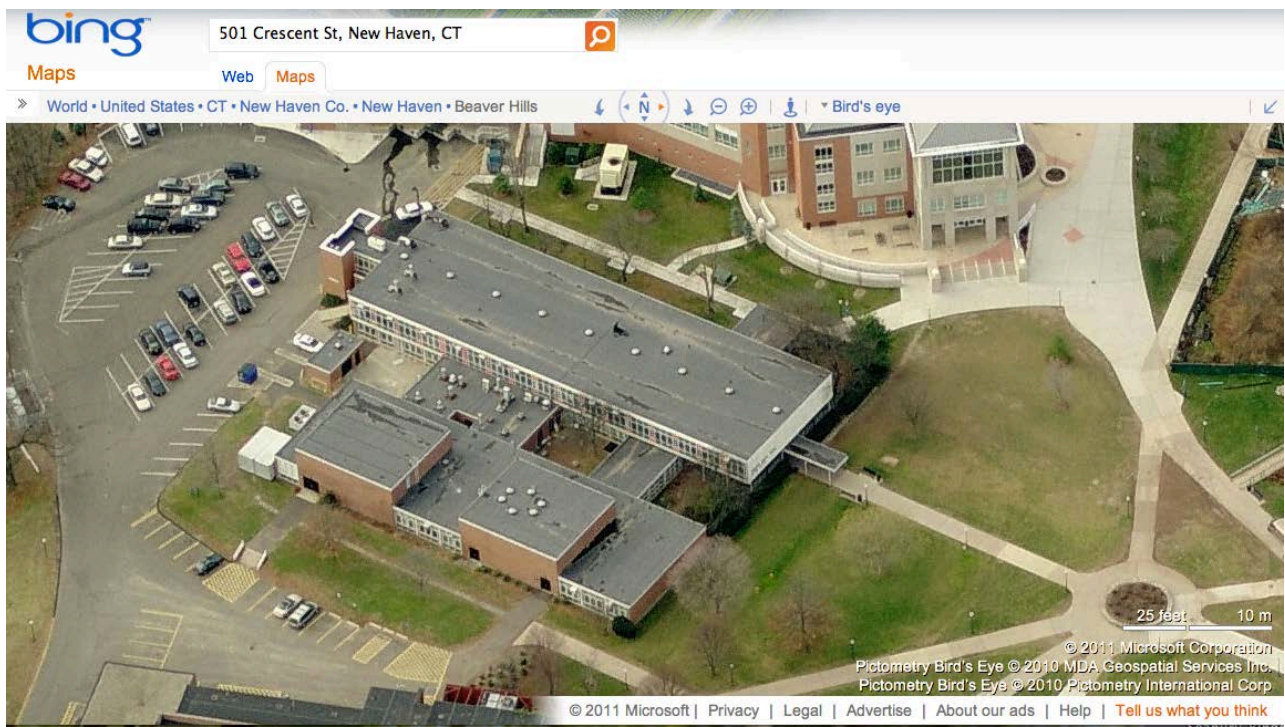 bing
501 Crescent St, New Haven, CT
Maps
Web Maps
» World • United States • CT • New Haven Co. • New Haven • Beaver Hills N Bird's eye
25 feet 10 m
© 2011 Microsoft Corporation
Pictometry Bird's Eye © 2010 MDA Geospatial Services Inc.
Pictometry Bird's Eye © 2010 Pictometry International Corp
© 2011 Microsoft | Privacy | Legal | Advertise | About our ads | Help | Tell us what you think